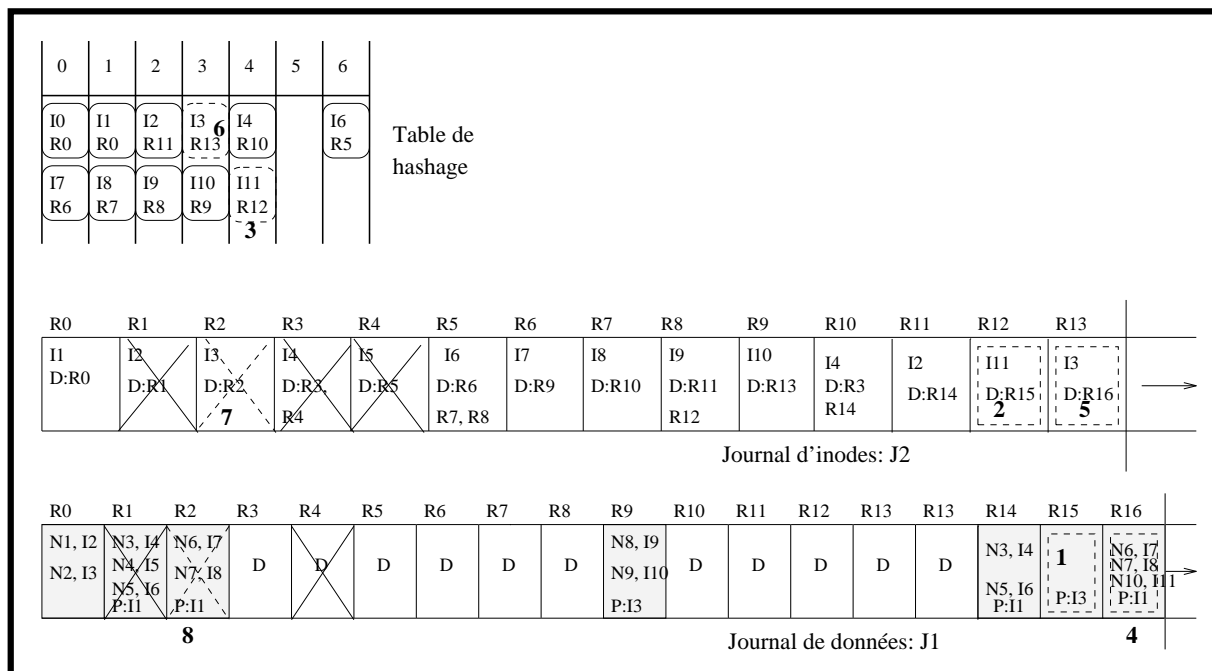 0 1 2 3 4 5 6
I0 I1 I2 I3 6 I4 I6
R0 R0 R11 R13 R10 R5
Table de
hashage
I7 I8 I9 I10 I11
R6 R7 R8 R9 R12
3
R0 R1 R2 R3 R4 R5 R6 R7 R8 R9 R10 R11 R12 R13
I1 I2 I3 I4 I5 I6 I7 I8 I9 I10 I4 I2 I11 I3
D:R0 D:R1 D:R2 D:R3, D:R5 D:R6 D:R9 D:R10 D:R11 D:R13 D:R3 D:R14 D:R15 D:R16
7 R4 R7, R8 R12 R14 2 5
Journal d'inodes: J2
R0 R1 R2 R3 R4 R5 R6 R7 R8 R9 R10 R11 R12 R13 R13 R14 R15 R16
N1, I2 N3, I4 N6, I7 D D D D D D N8, I9 D D D D D N3, I4 1 N6, I7
N2, I3 N4, I5 N7, I8 N9, I10 N7, I8
N5, I6 N5, I6 N10, I11
P:I1 P:I1 P:I3 P:I1 P:I3 P:I1
8 4
Journal de données: J1